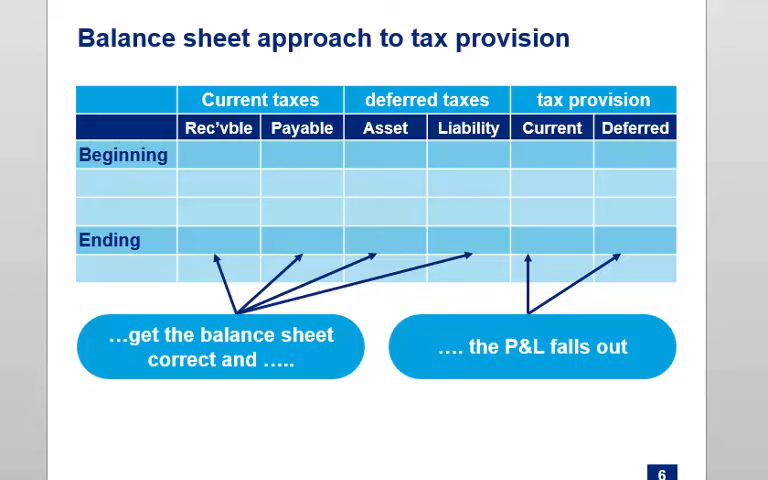 Balance sheet approach to tax provision
Current taxes deferred taxes tax provision
Rec’vble Payable Asset Liability Current Deferred
Beginning
Ending
…get the balance sheet
correct and …..
…. the P&L falls out
6